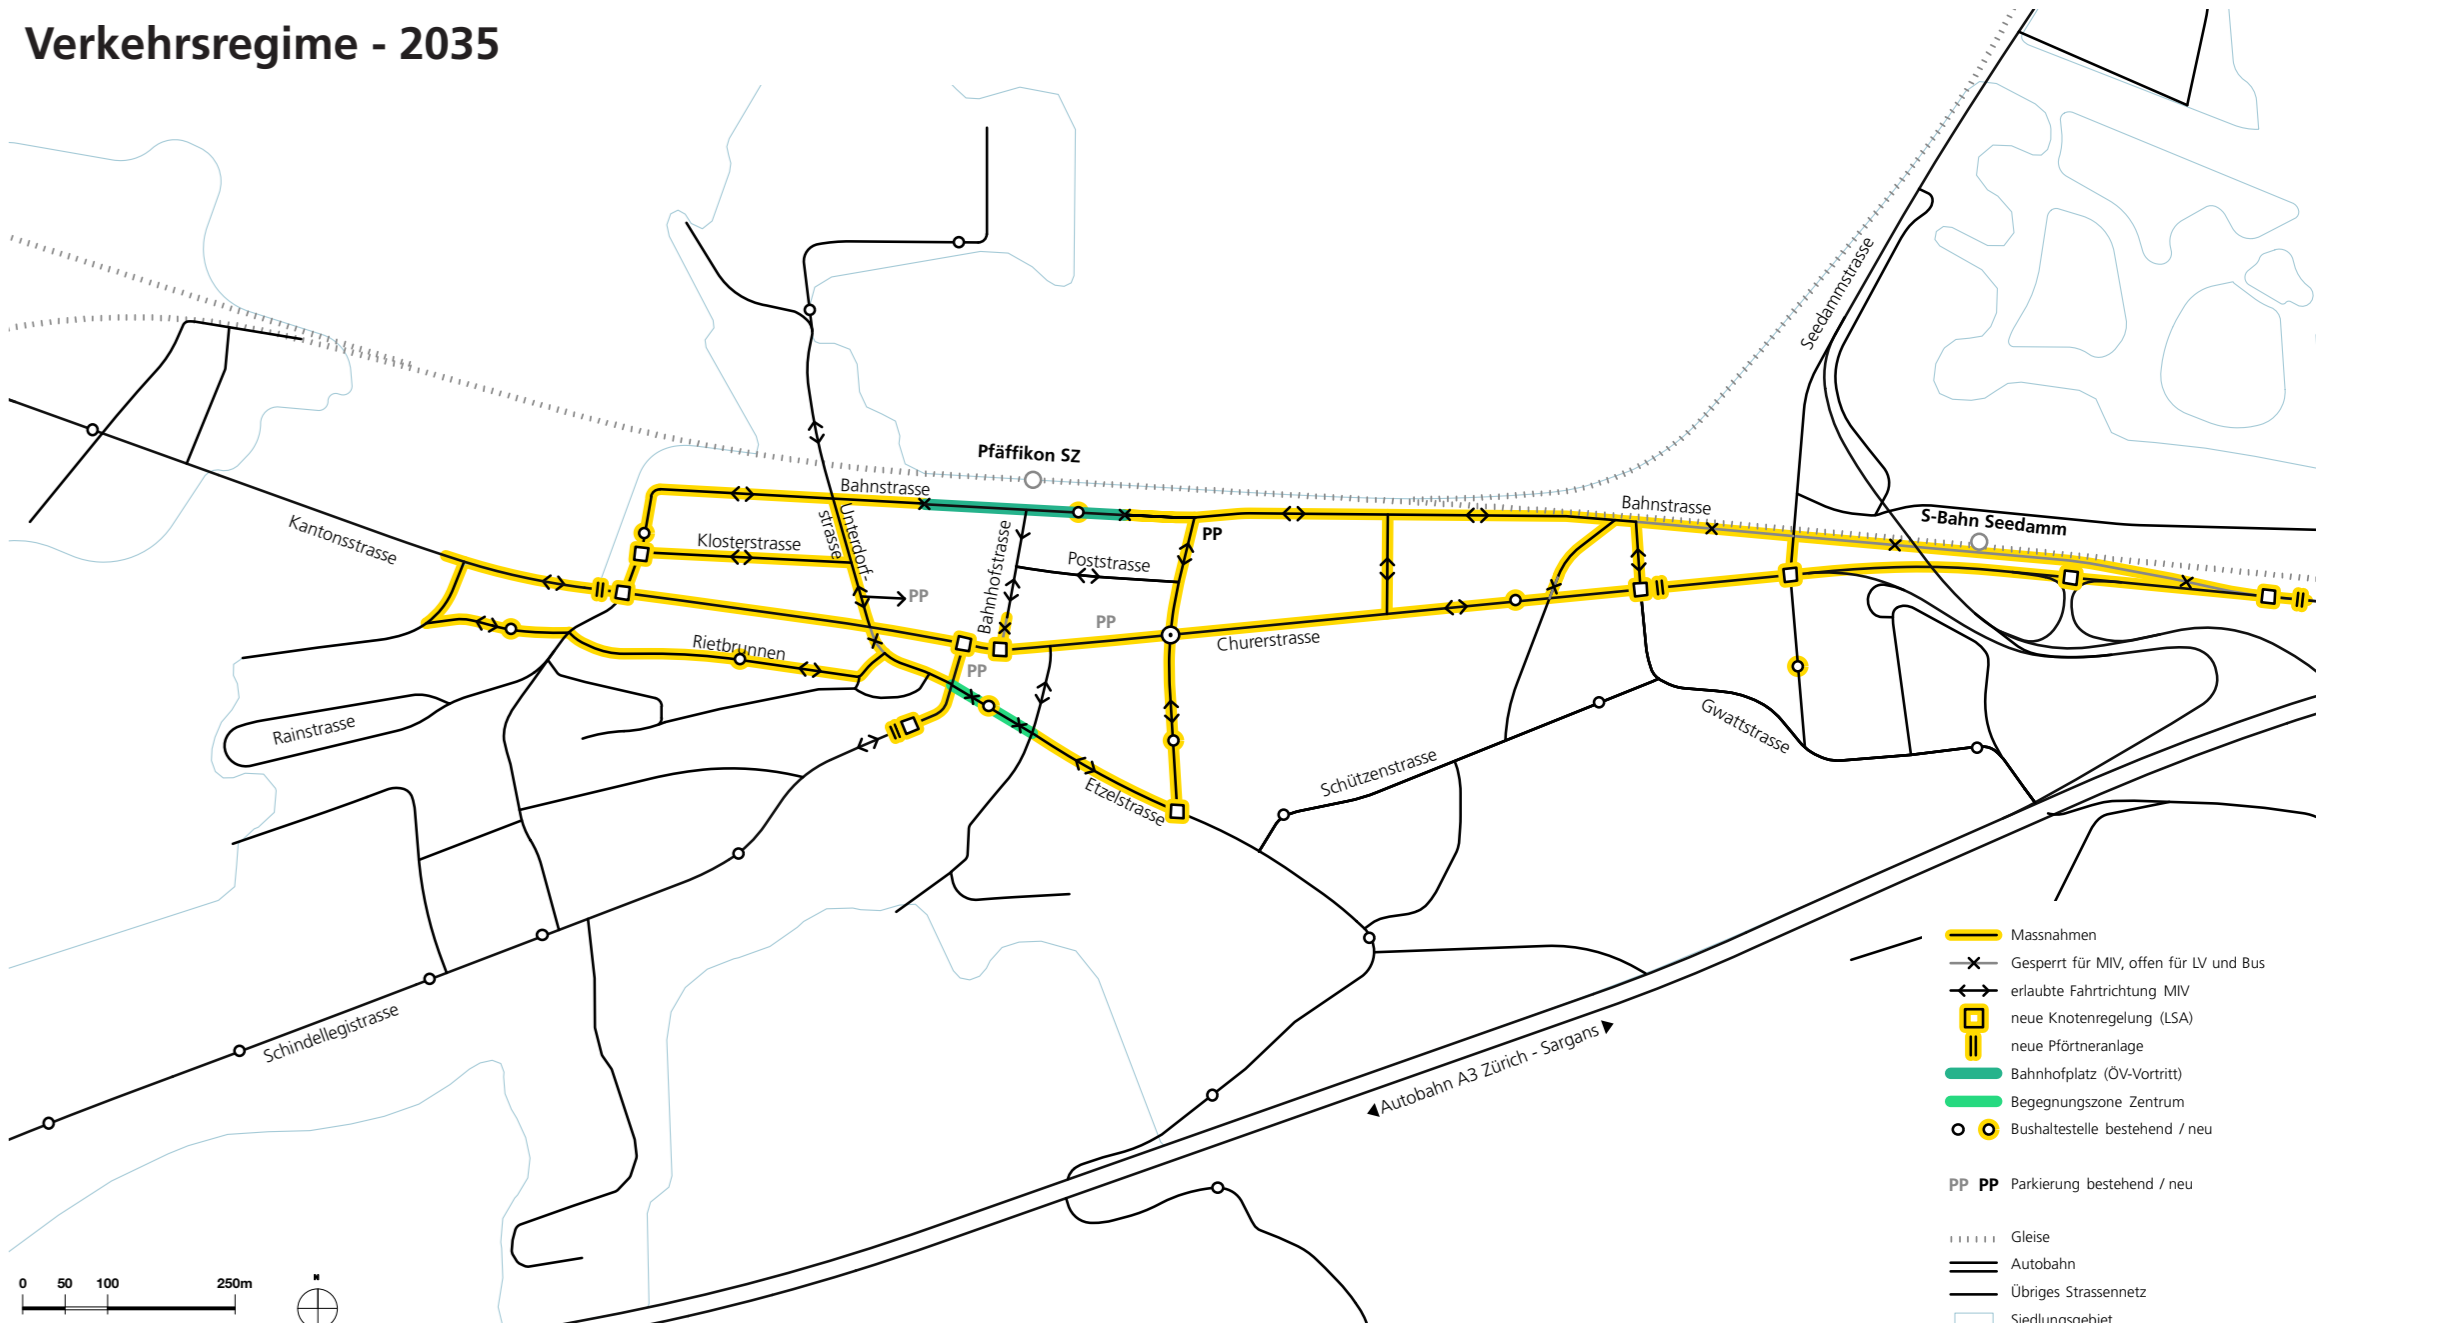 Verkehrsregime - 2035
Seedammstrasse
Pfäffikon SZ
Bahnstrasse
Bahnstrasse
S-Bahn Seedamm
Kantonsstrasse
Klosterstrasse
Unterdorf-
strasse
Bahnhofstrasse
Poststrasse
PP
PP
PP
PP
Churerstrasse
Rietbrunnen
Rainstrasse
Gwattstrasse
Schützenstrasse
Etzelstrasse
Schindellegistrasse
Autobahn A3 Zürich - Sargans
Massnahmen
Gesperrt für MIV, offen für LV und Bus
erlaubte Fahrtrichtung MIV
neue Knotenregelung (LSA)
neue Pförtneranlage
Bahnhofplatz (ÖV-Vortritt)
Begegnungszone Zentrum
Bushaltestelle bestehend / neu
PP PP Parkierung bestehend / neu
Gleise
Autobahn
Übriges Strassennetz
Siedlungsgebiet
0 50 100 250m
N